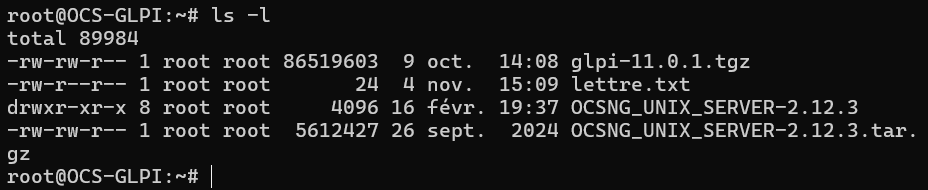 root@OCS-GLPI:~# ls -l
total 89984
-rw-rw-r-- 1 root root 86519603  9 oct.  14:08 glpi-11.0.1.tgz
-rw-r--r-- 1 root root       24  4 nov.  15:09 lettre.txt
drwxr-xr-x 8 root root     4096 16 févr. 19:37 OCSNG_UNIX_SERVER-2.12.3
-rw-rw-r-- 1 root root  5612427 26 sept.  2024 OCSNG_UNIX_SERVER-2.12.3.tar.
gz
root@OCS-GLPI:~#